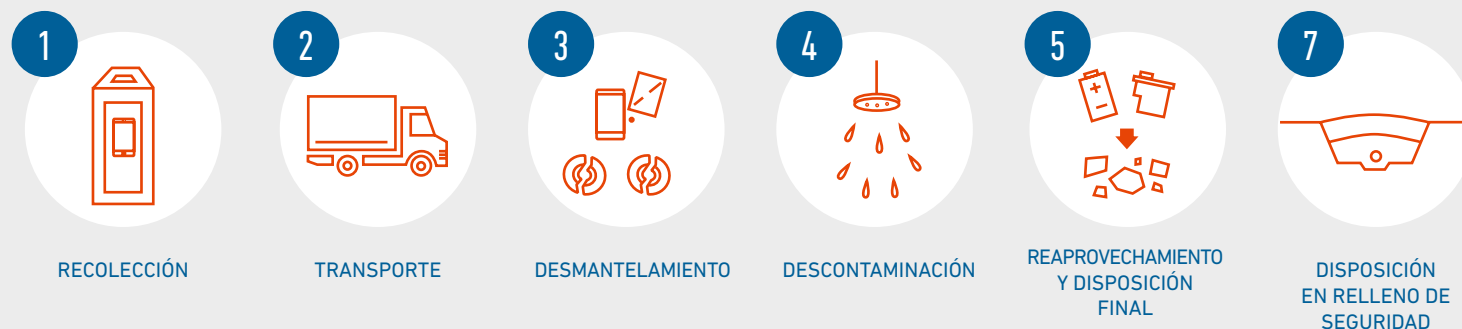 1
RECOLECCIÓN
2
TRANSPORTE
3
DESMANTELAMIENTO
4
DESCONTAMINACIÓN
5
REAPROVECHAMIENTO
Y DISPOSICIÓN
FINAL
7
DISPOSICIÓN
EN RELLENO DE
SEGURIDAD